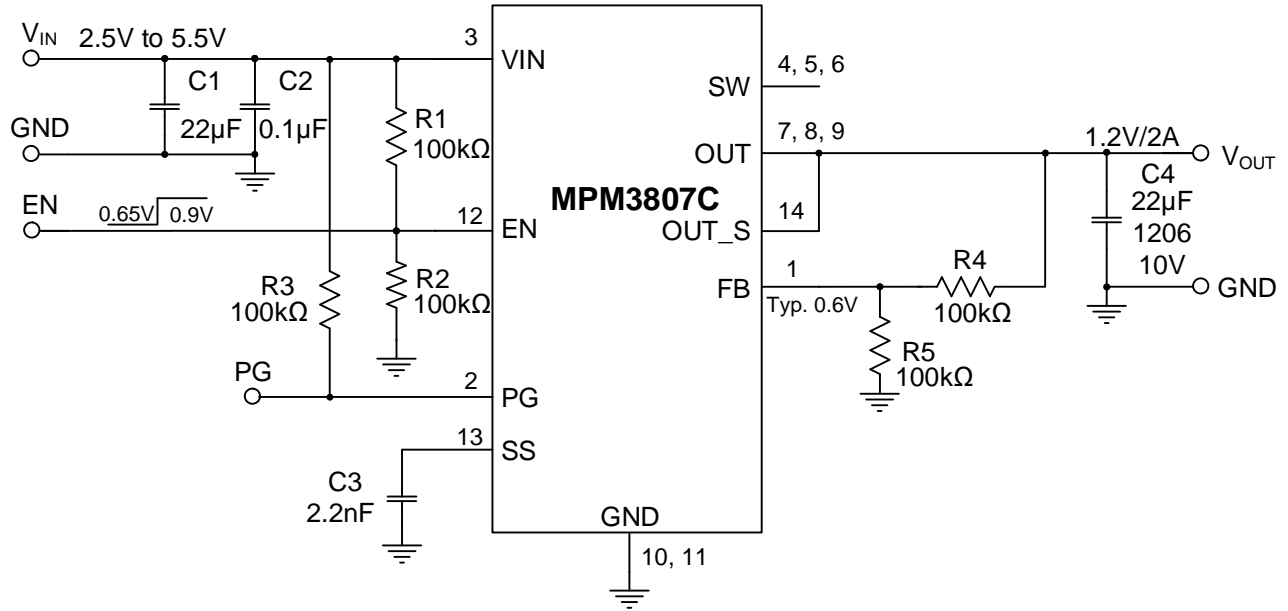 VIN 2.5V to 5.5V
3
VIN
C1
22µF
C2
0.1µF
R1
100kΩ
GND
EN
0.65V 0.9V
12
EN
R3
100kΩ
R2
100kΩ
PG
2
PG
13
SS
C3
2.2nF
MPM3807C
SW
4, 5, 6
OUT
7, 8, 9
OUT_S
14
FB
1
Typ. 0.6V
R4
100kΩ
R5
100kΩ
1.2V/2A
VOUT
C4
22µF
1206
10V
GND
GND
10, 11